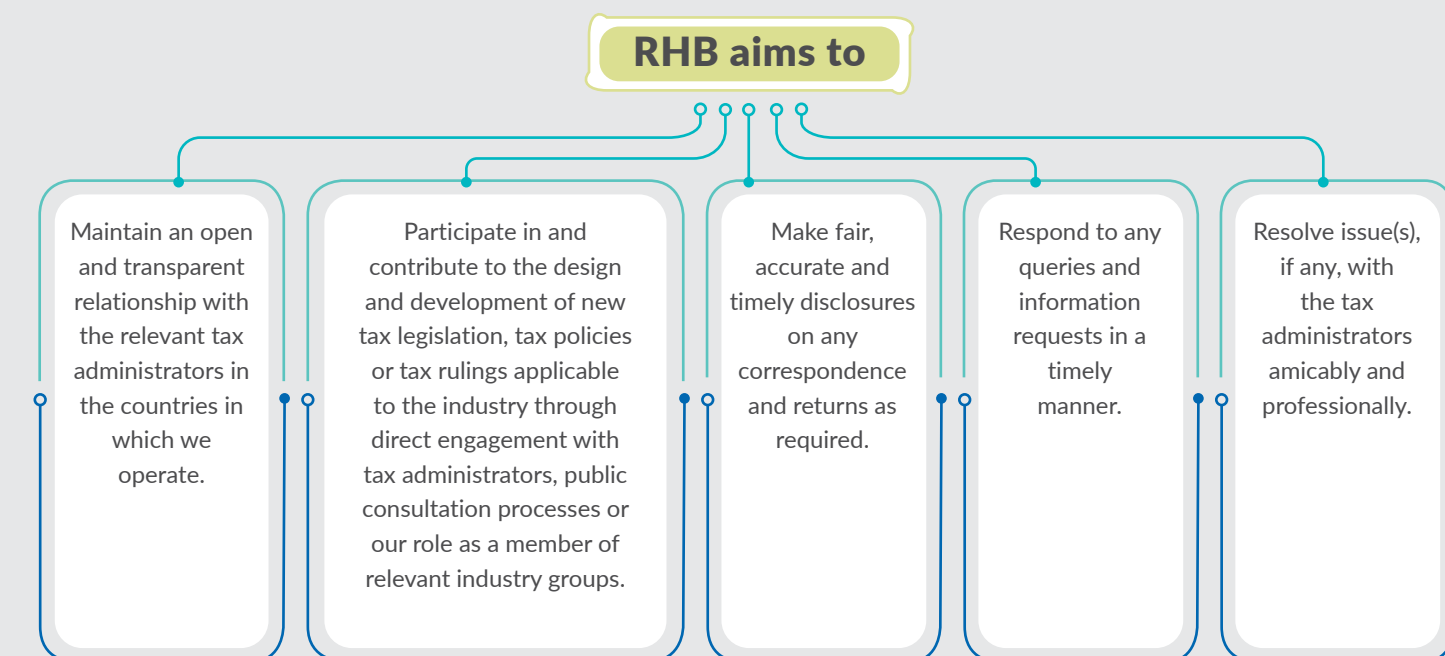 RHB aims to
Maintain an open
and transparent
relationship with
the relevant tax
administrators in
the countries in
which we
operate.
Participate in and
contribute to the design
and development of new
tax legislation, tax policies
or tax rulings applicable
to the industry through
direct engagement with
tax administrators, public
consultation processes or
our role as a member of
relevant industry groups.
Make fair,
accurate and
timely disclosures
on any
correspondence
and returns as
required.
Respond to any
queries and
information
requests in a
timely
manner.
Resolve issue(s),
if any, with
the tax
administrators
amicably and
professionally.